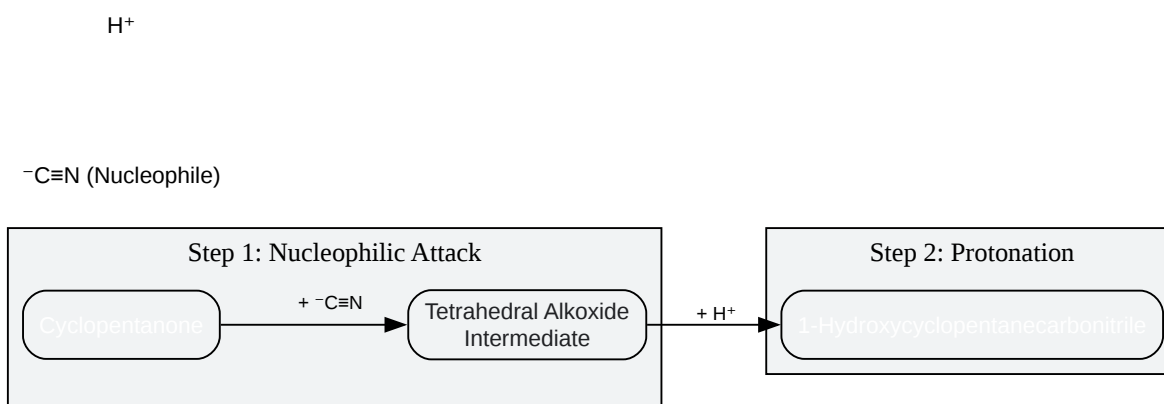 H⁺
⁻C≡N (Nucleophile)
Step 1: Nucleophilic Attack
Step 2: Protonation
Cyclopentanone
+ ⁻C≡N
Tetrahedral Alkoxide
Intermediate
+ H⁺
1-Hydroxycyclopentanecarbonitrile